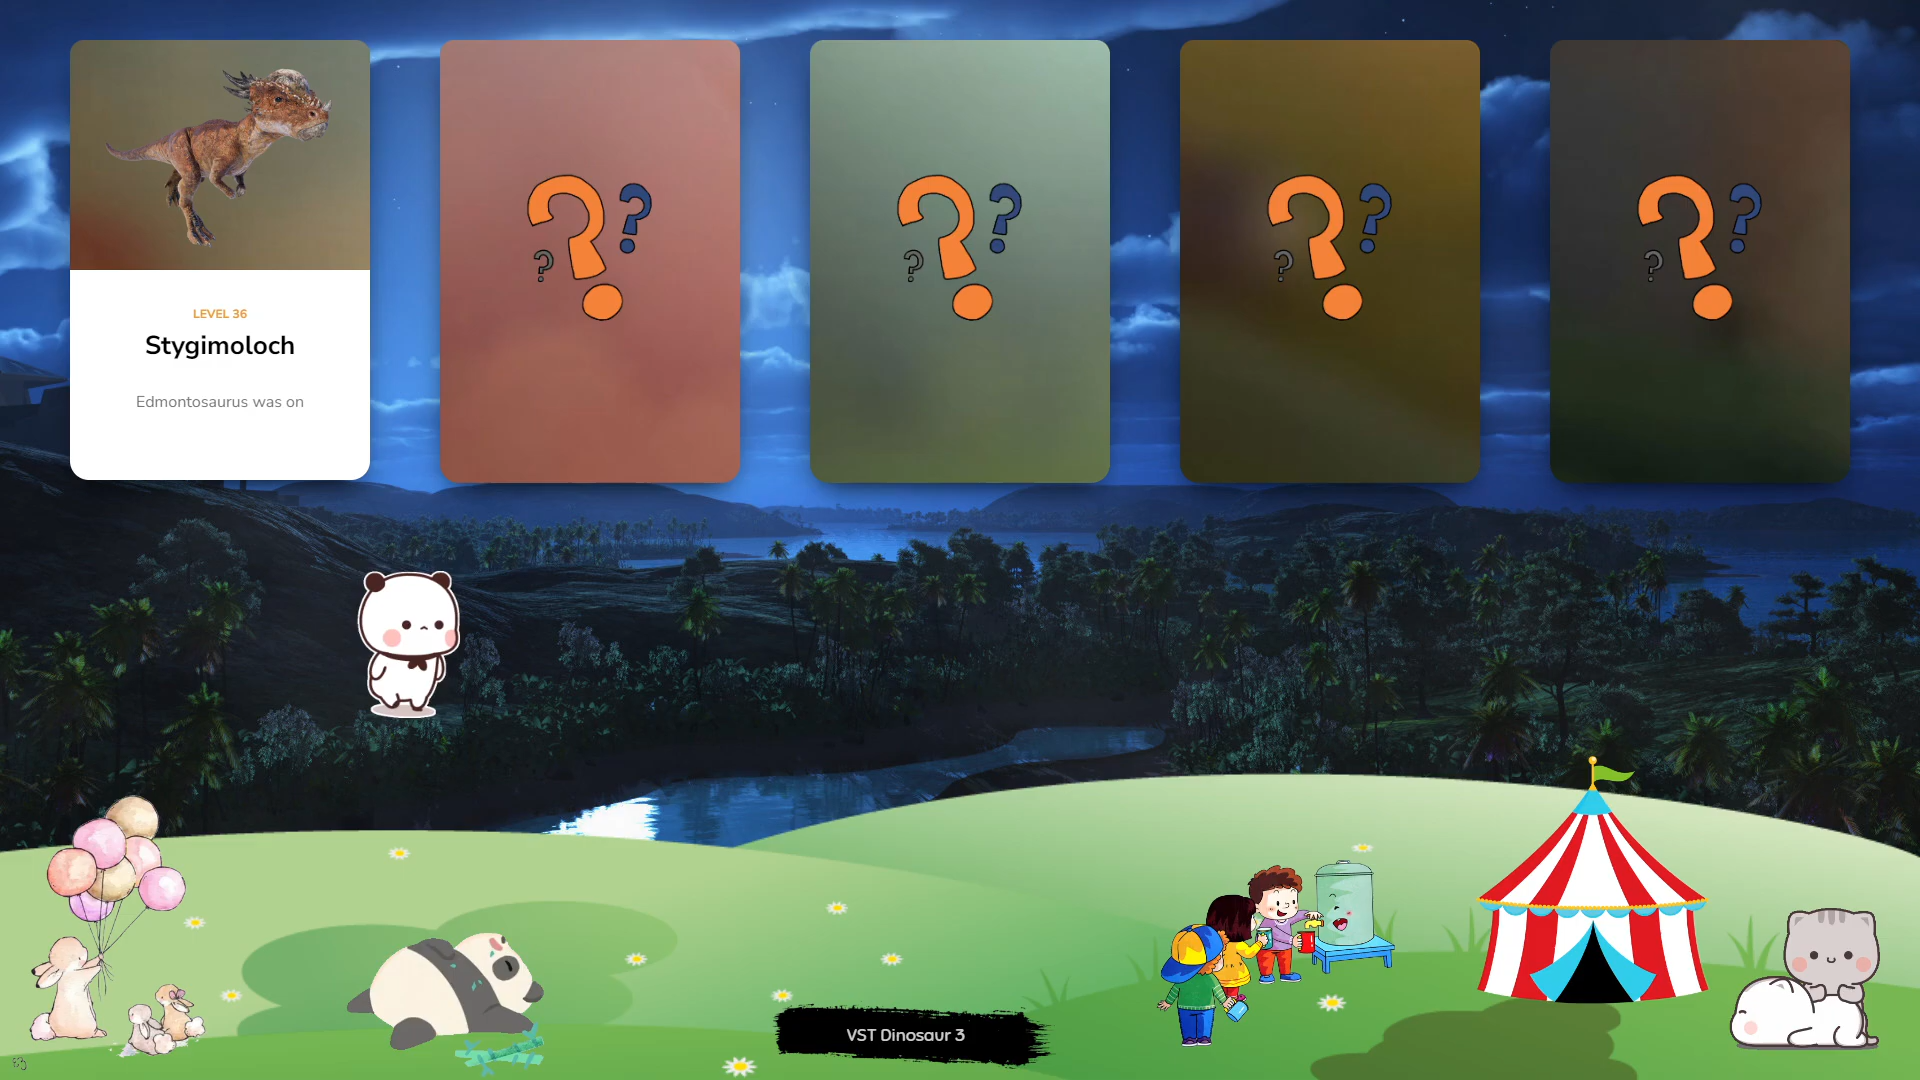 LEVEL 36
Stygimoloch
Edmontosaurus was on
? ? ?
? ? ?
? ? ?
? ? ?
VST Dinosaur 3